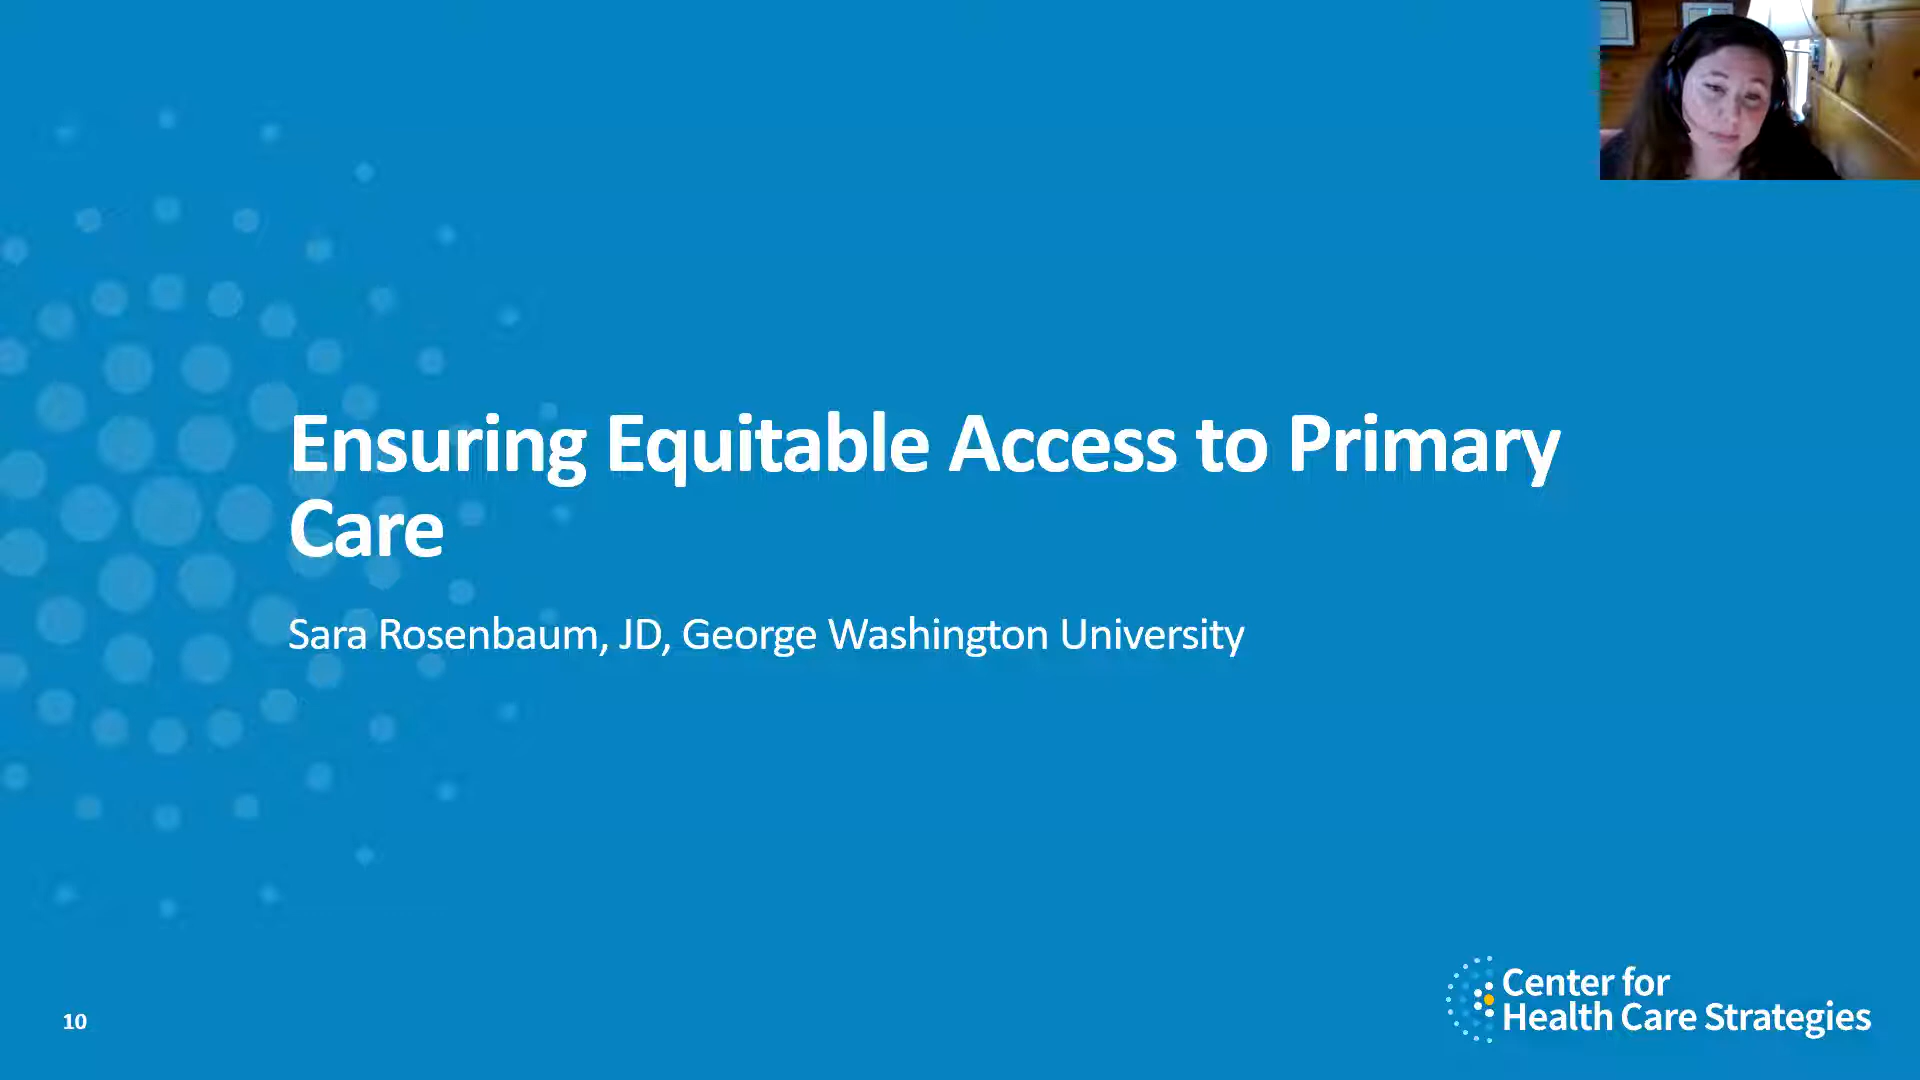 Ensuring Equitable Access to Primary
Care
Sara Rosenbaum, JD, George Washington University
10
Center for
Health Care Strategies